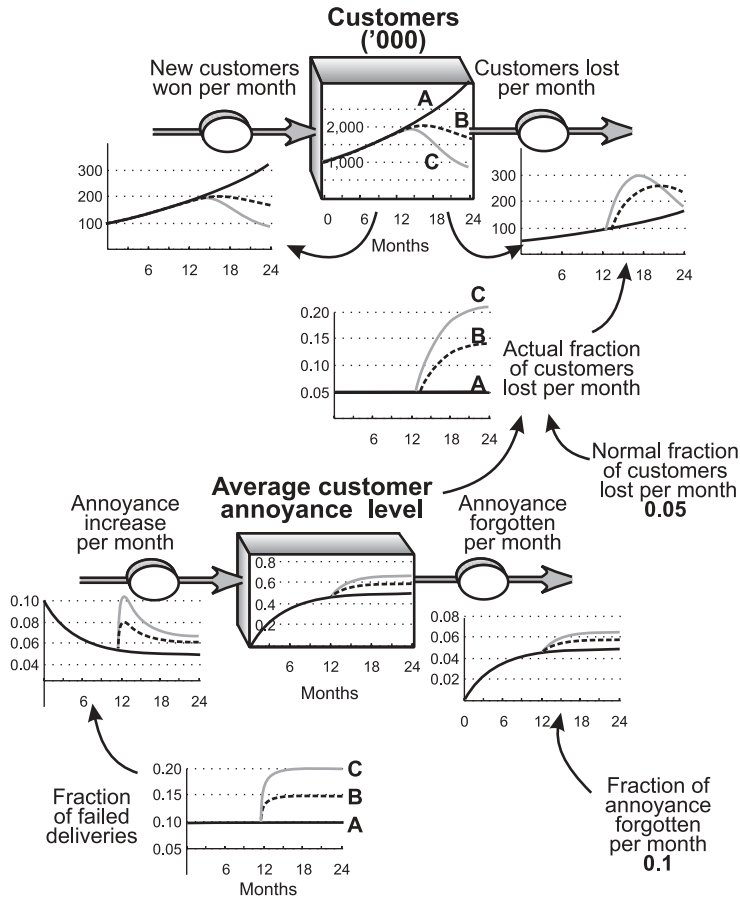 Customers
('000)
New customers
won per month
Customers lost
per month
A
B
C
2,000
1,000
0 6 12 18 24
Months
300
200
100
6 12 18 24
300
200
100
6 12 18 24
0.20
0.15
0.10
0.05
C
B
A
6 12 18 24
Actual fraction
of customers
lost per month
Normal fraction
of customers
lost per month
0.05
Average customer
annoyance level
Annoyance
increase
per month
Annoyance
forgotten
per month
0.8
0.6
0.4
0.2
6 12 18 24
Months
0.10
0.08
0.06
0.04
6 12 18 24
0.08
0.06
0.04
0.02
0 6 12 18 24
Fraction
of failed
deliveries
0.20
0.15
0.10
0.05
C
B
A
6 12 18 24
Months
Fraction of
annoyance
forgotten
per month
0.1